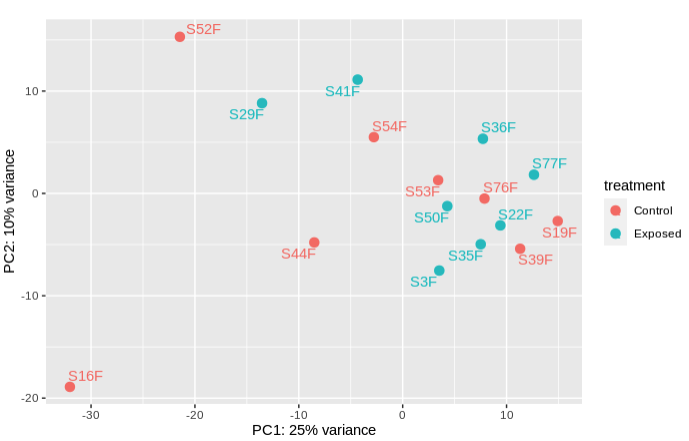 S52F
S41F
S29F
S54F
S36F
S77F
S53F
S76F
S50F
S22F
S19F
S44F
S35F
S39F
S3F
S16F
10
0
-10
-20
-30
-20
-10
0
10
PC1: 25% variance
PC2: 10% variance
treatment
Control
Exposed